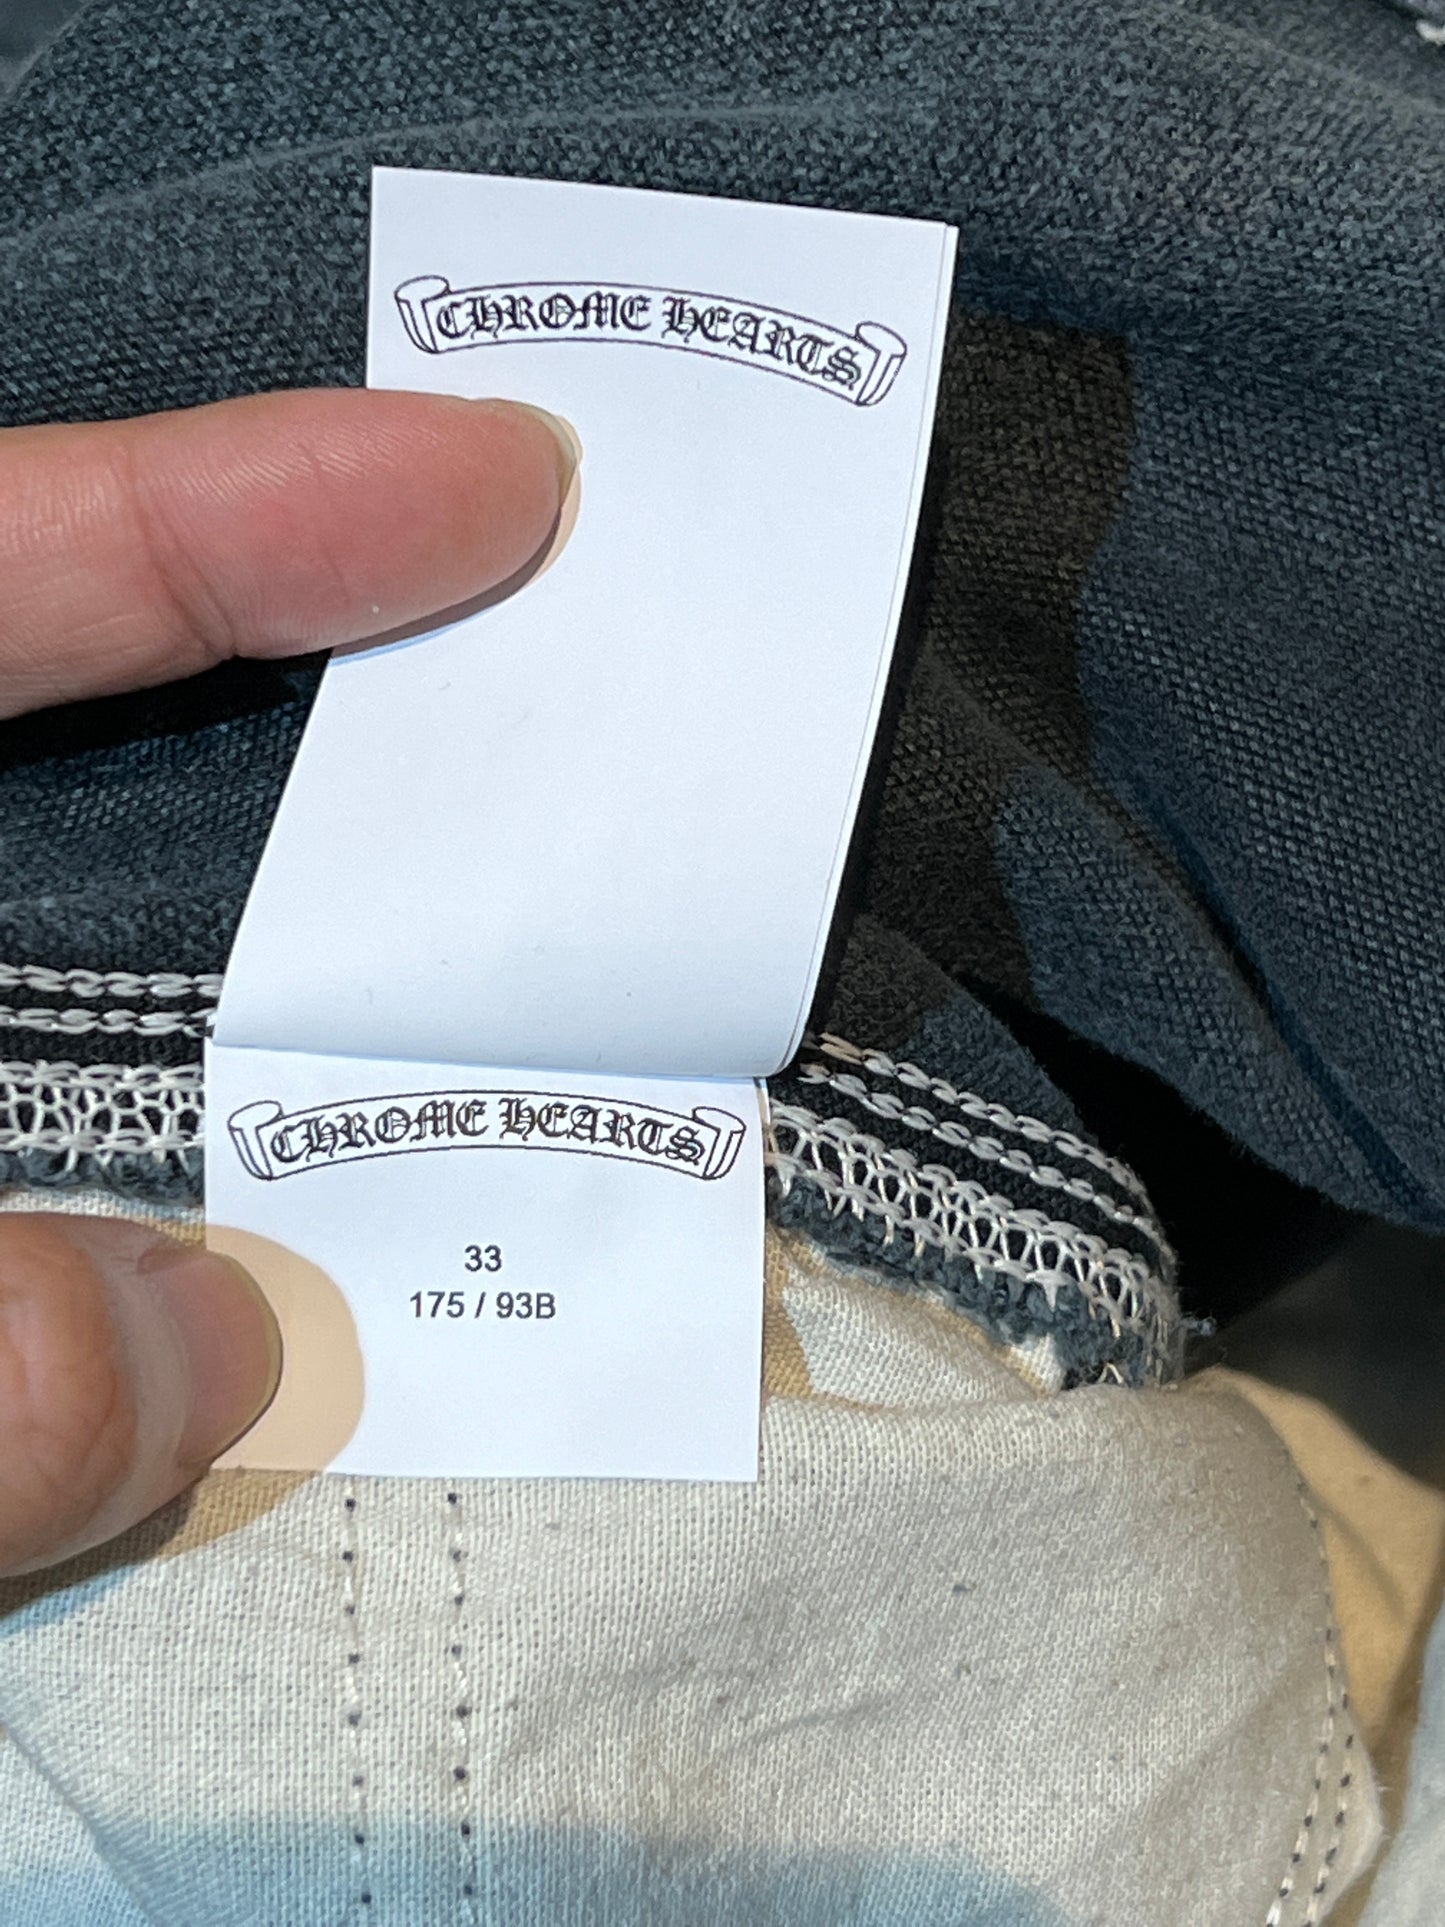 CHROME HEARTS
CHROME HEARTS
33
175 / 93B